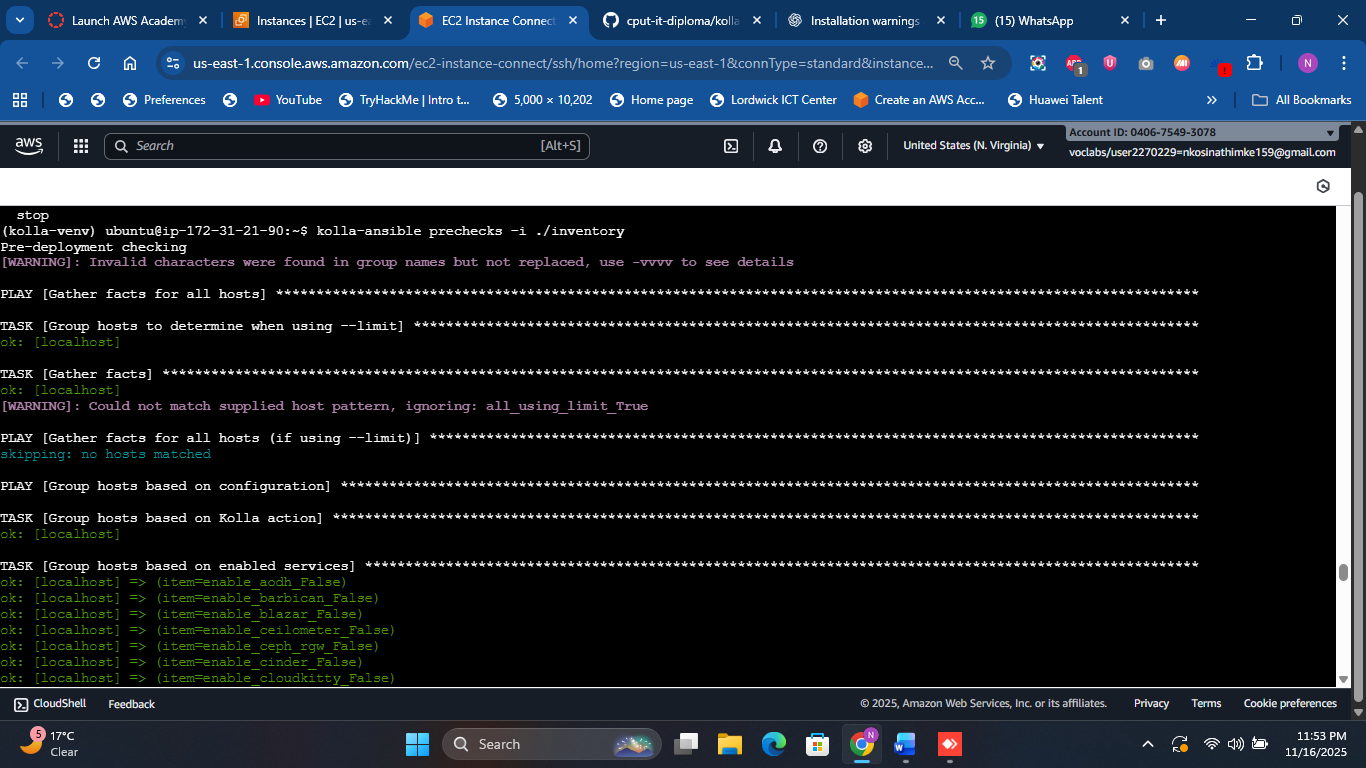 Launch AWS Academy
Instances | EC2 | us-ea
EC2 Instance Connect
cput-it-diploma/kolla
Installation warnings
15
(15) WhatsApp
us-east-1.console.aws.amazon.com/ec2-instance-connect/ssh/home?region=us-east-1&connType=standard&instance...
1
N
Preferences
YouTube
TryHackMe | Intro t...
5,000 × 10,202
Home page
Lordwick ICT Center
Create an AWS Acc...
Huawei Talent
»
All Bookmarks
aws
Search
[Alt+S]
United States (N. Virginia)
Account ID: 0406-7549-3078
voclabs/user2270229=nkosinathimke159@gmail.com
stop
(kolla-venv) ubuntu@ip-172-31-21-90:~$ kolla-ansible prechecks -i ./inventory
Pre-deployment checking
[WARNING]: Invalid characters were found in group names but not replaced, use -vvvv to see details
PLAY [Gather facts for all hosts] ******************************************************************************************************************
TASK [Group hosts to determine when using --limit] *************************************************************************************************
ok: [localhost]
TASK [Gather facts] ********************************************************************************************************************************
ok: [localhost]
[WARNING]: Could not match supplied host pattern, ignoring: all_using_limit_True
PLAY [Gather facts for all hosts (if using --limit)] ***********************************************************************************************
skipping: no hosts matched
PLAY [Group hosts based on configuration] **********************************************************************************************************
TASK [Group hosts based on Kolla action] ***********************************************************************************************************
ok: [localhost]
TASK [Group hosts based on enabled services] *******************************************************************************************************
ok: [localhost] => (item=enable_aodh_False)
ok: [localhost] => (item=enable_barbican_False)
ok: [localhost] => (item=enable_blazar_False)
ok: [localhost] => (item=enable_ceilometer_False)
ok: [localhost] => (item=enable_ceph_rgw_False)
ok: [localhost] => (item=enable_cinder_False)
ok: [localhost] => (item=enable_cloudkitty_False)
CloudShell
Feedback
© 2025, Amazon Web Services, Inc. or its affiliates.
Privacy
Terms
Cookie preferences
5
17°C
Clear
Search
N
11:53 PM
11/16/2025